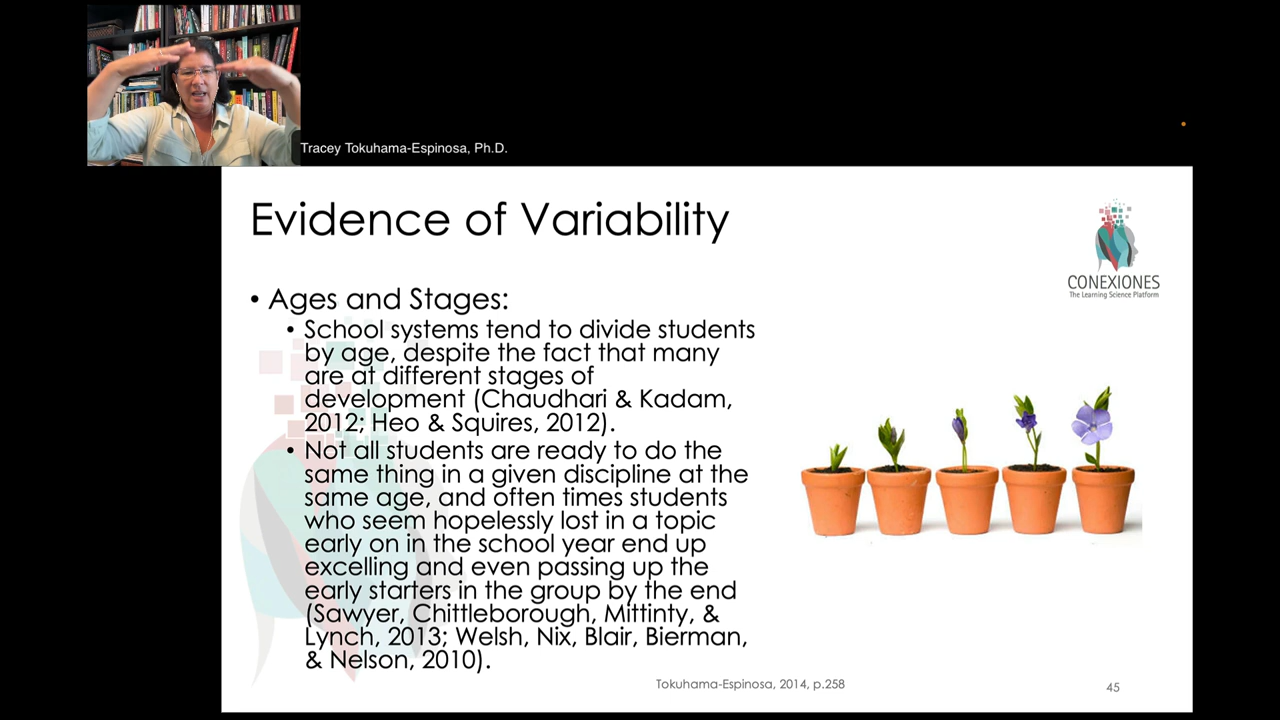 Tracey Tokuhama-Espinosa, Ph.D.
Evidence of Variability
CONEXIONES
The Learning Science Platform
• Ages and Stages:
• School systems tend to divide students
by age, despite the fact that many
are at different stages of
development (Chaudhari & Kadam,
2012; Heo & Squires, 2012).
• Not all students are ready to do the
same thing in a given discipline at the
same age, and often times students
who seem hopelessly lost in a topic
early on in the school year end up
excelling and even passing up the
early starters in the group by the end
(Sawyer, Chittleborough, Mittinty, &
Lynch, 2013; Welsh, Nix, Blair, Bierman,
& Nelson, 2010).
Tokuhama-Espinosa, 2014, p.258
45